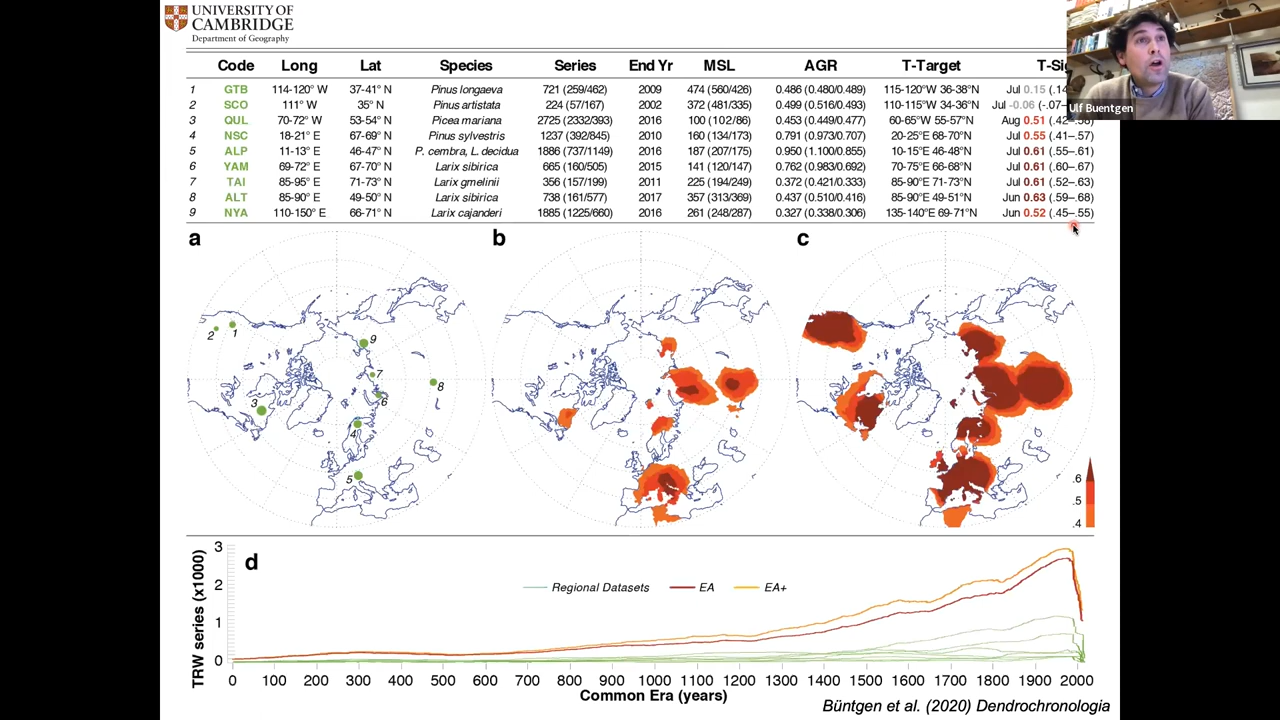 UNIVERSITY OF
CAMBRIDGE
Department of Geography
Code Long Lat Species Series End Yr MSL AGR T-Target
1 GTB 114-120° W 37-41° N Pinus longaeva 721 (259/462) 2009 474 (560/426) 0.486 (0.480/0.489) 115-120°W 36-38°N Jul 0.15
2 SCO 111° W 35° N Pinus artistata 224 (57/167) 2002 372 (481/335) 0.499 (0.516/0.493) 110-115°W 34-36°N Jul -0.06
3 QUL 70-72° W 53-54° N Picea mariana 2725 (2332/393) 2016 100 (102/86) 0.453 (0.449/0.477) 60-65°W 55-57°N Aug 0.51
4 NSC 18-21° E 67-69° N Pinus sylvestris 1237 (392/845) 2010 160 (134/173) 0.791 (0.973/0.707) 20-25°E 68-70°N Jul 0.55 (.41–.57)
5 ALP 11-13° E 46-47° N P. cembra, L. decidua 1886 (737/1149) 2016 187 (207/175) 0.950 (1.100/0.855) 10-15°E 46-48°N Jul 0.61 (.55–.61)
6 YAM 69-72° E 67-70° N Larix sibirica 665 (160/505) 2015 141 (120/147) 0.762 (0.983/0.692) 70-75°E 66-68°N Jul 0.61 (.60–.67)
7 TAI 85-95° E 71-73° N Larix gmelinii 356 (157/199) 2011 225 (194/249) 0.372 (0.421/0.333) 85-90°E 71-73°N Jul 0.61 (.52–.63)
8 ALT 85-90° E 49-50° N Larix sibirica 738 (161/577) 2017 357 (313/369) 0.437 (0.510/0.416) 85-90°E 49-51°N Jun 0.63 (.59–.68)
9 NYA 110-150° E 66-71° N Larix cajanderi 1885 (1225/660) 2016 261 (248/287) 0.327 (0.338/0.306) 135-140°E 69-71°N Jun 0.52 (.45–.55)
Ulf Buentgen
a b c
2 1 9 7 8 6 3 4 5
.6
.5
.4
d
TRW series (x1000)
3
2
1
0
Regional Datasets EA EA+
0 100 200 300 400 500 600 700 800 900 1000 1100 1200 1300 1400 1500 1600 1700 1800 1900 2000
Common Era (years)
Büntgen et al. (2020) Dendrochronologia